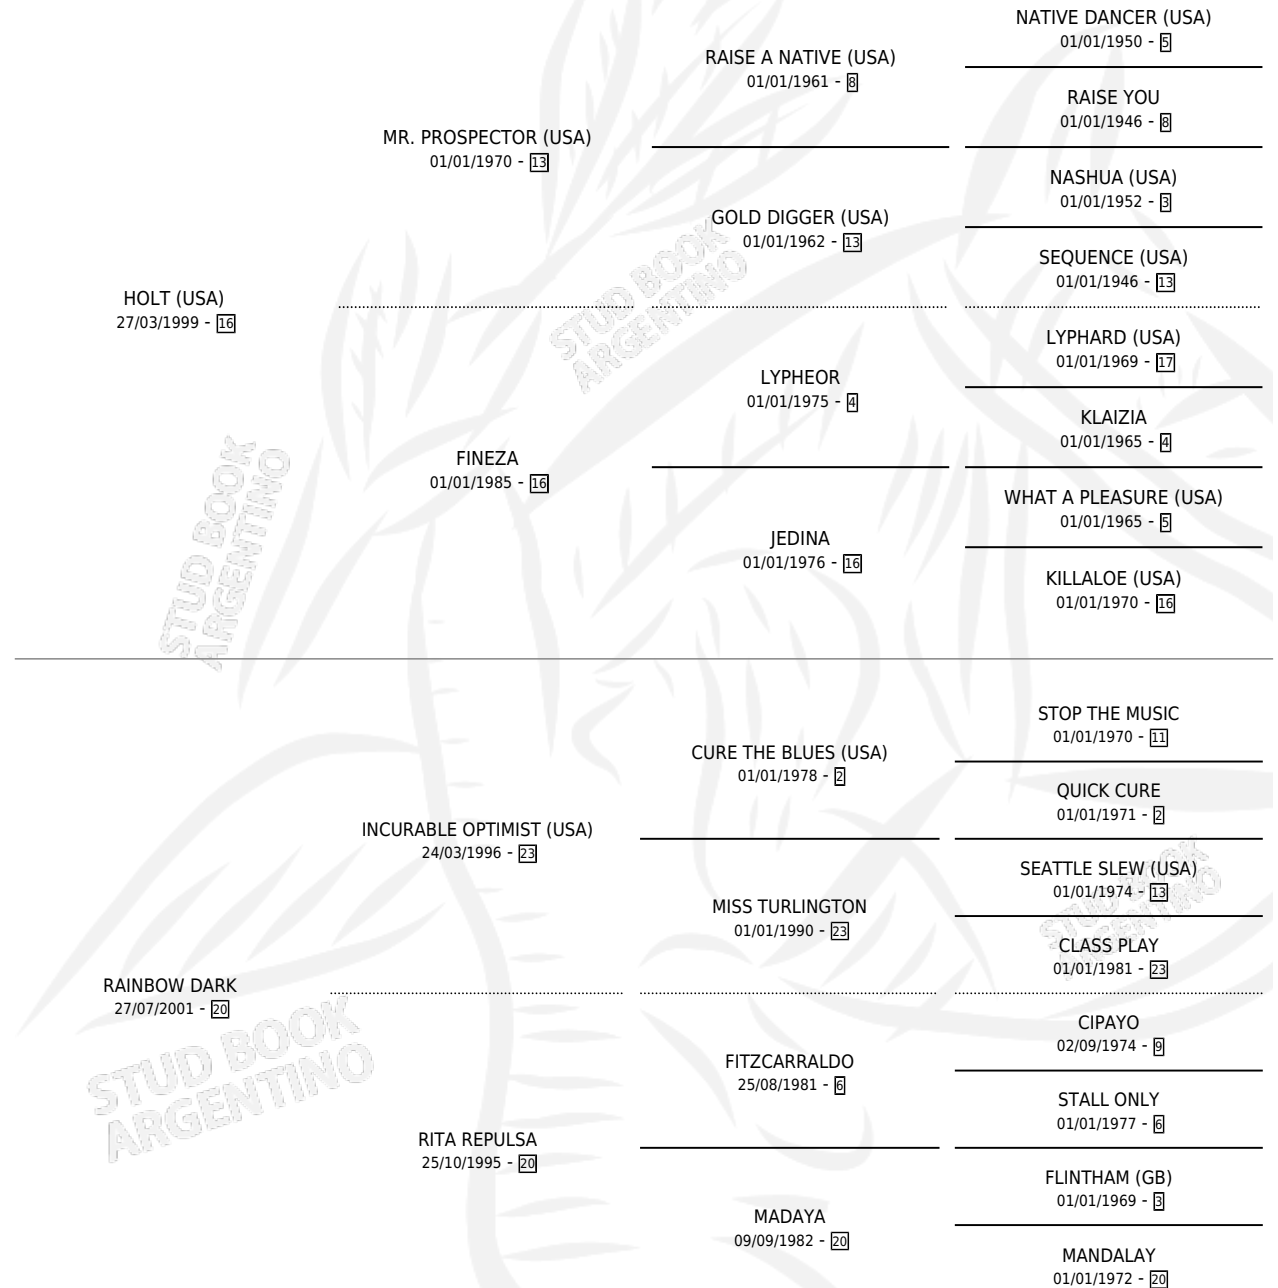 NATIVE DANCER (USA)
01/01/1950 - 5
RAISE A NATIVE (USA)
01/01/1961 - 8
RAISE YOU
01/01/1946 - 8
MR. PROSPECTOR (USA)
01/01/1970 - 13
NASHUA (USA)
01/01/1952 - 3
GOLD DIGGER (USA)
01/01/1962 - 13
SEQUENCE (USA)
01/01/1946 - 13
HOLT (USA)
27/03/1999 - 16
STUD BOOK
ARGENTINO
LYPHARD (USA)
01/01/1969 - 17
LYPHEOR
01/01/1975 - 4
KLAIZIA
01/01/1965 - 4
FINEZA
01/01/1985 - 16
WHAT A PLEASURE (USA)
01/01/1965 - 5
JEDINA
01/01/1976 - 16
KILLALOE (USA)
01/01/1970 - 16
STUD BOOK
ARGENTINO
STOP THE MUSIC
01/01/1970 - 11
CURE THE BLUES (USA)
01/01/1978 - 2
QUICK CURE
01/01/1971 - 2
INCURABLE OPTIMIST (USA)
24/03/1996 - 23
SEATTLE SLEW (USA)
01/01/1974 - 13
MISS TURLINGTON
01/01/1990 - 23
STUD BOOK
ARGENTINO
CLASS PLAY
01/01/1981 - 23
RAINBOW DARK
27/07/2001 - 20
STUD BOOK
ARGENTINO
CIPAYO
02/09/1974 - 9
FITZCARRALDO
25/08/1981 - 6
STALL ONLY
01/01/1977 - 6
RITA REPULSA
25/10/1995 - 20
FLINTHAM (GB)
01/01/1969 - 3
MADAYA
09/09/1982 - 20
MANDALAY
01/01/1972 - 20